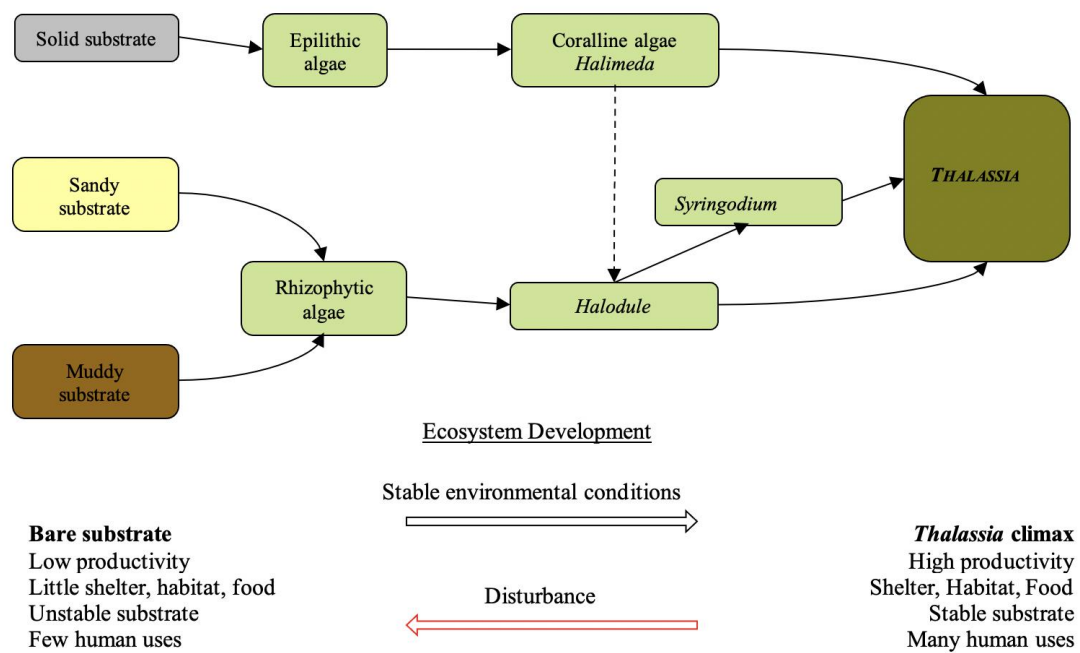 Solid substrate
Epilithic
algae
Coralline algae
Halimeda
Sandy
substrate
Syringodium
THALASSIA
Rhizophytic
algae
Halodule
Muddy
substrate
Ecosystem Development
Stable environmental conditions
Bare substrate
Low productivity
Little shelter, habitat, food
Unstable substrate
Few human uses
Disturbance
Thalassia climax
High productivity
Shelter, Habitat, Food
Stable substrate
Many human uses